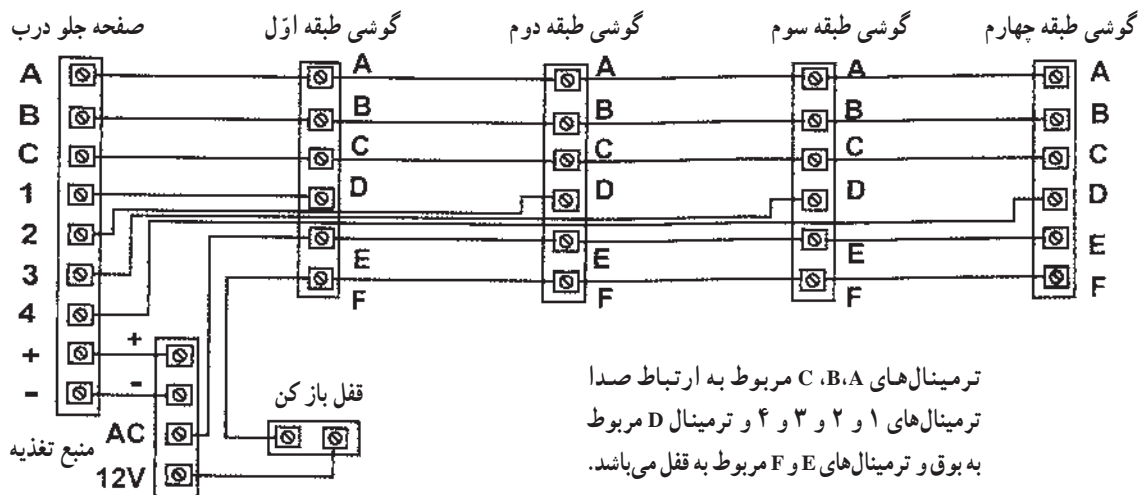 صفحه جلو درب
گوشی طبقه اوّل
گوشی طبقه دوم
گوشی طبقه سوم
گوشی طبقه چهارم
A
B
C
1
2
3
4
+
-
A
B
C
D
E
F
A
B
C
D
E
F
A
B
C
D
E
F
A
B
C
D
E
F
+
-
AC
12V
منبع تغذیه
قفل باز کن
ترمینال‌های C ،B،A مربوط به ارتباط صدا
ترمینال‌های ۱ و ۲ و ۳ و ۴ و ترمینال D مربوط
به بوق و ترمینال‌های E و F مربوط به قفل می‌باشد.